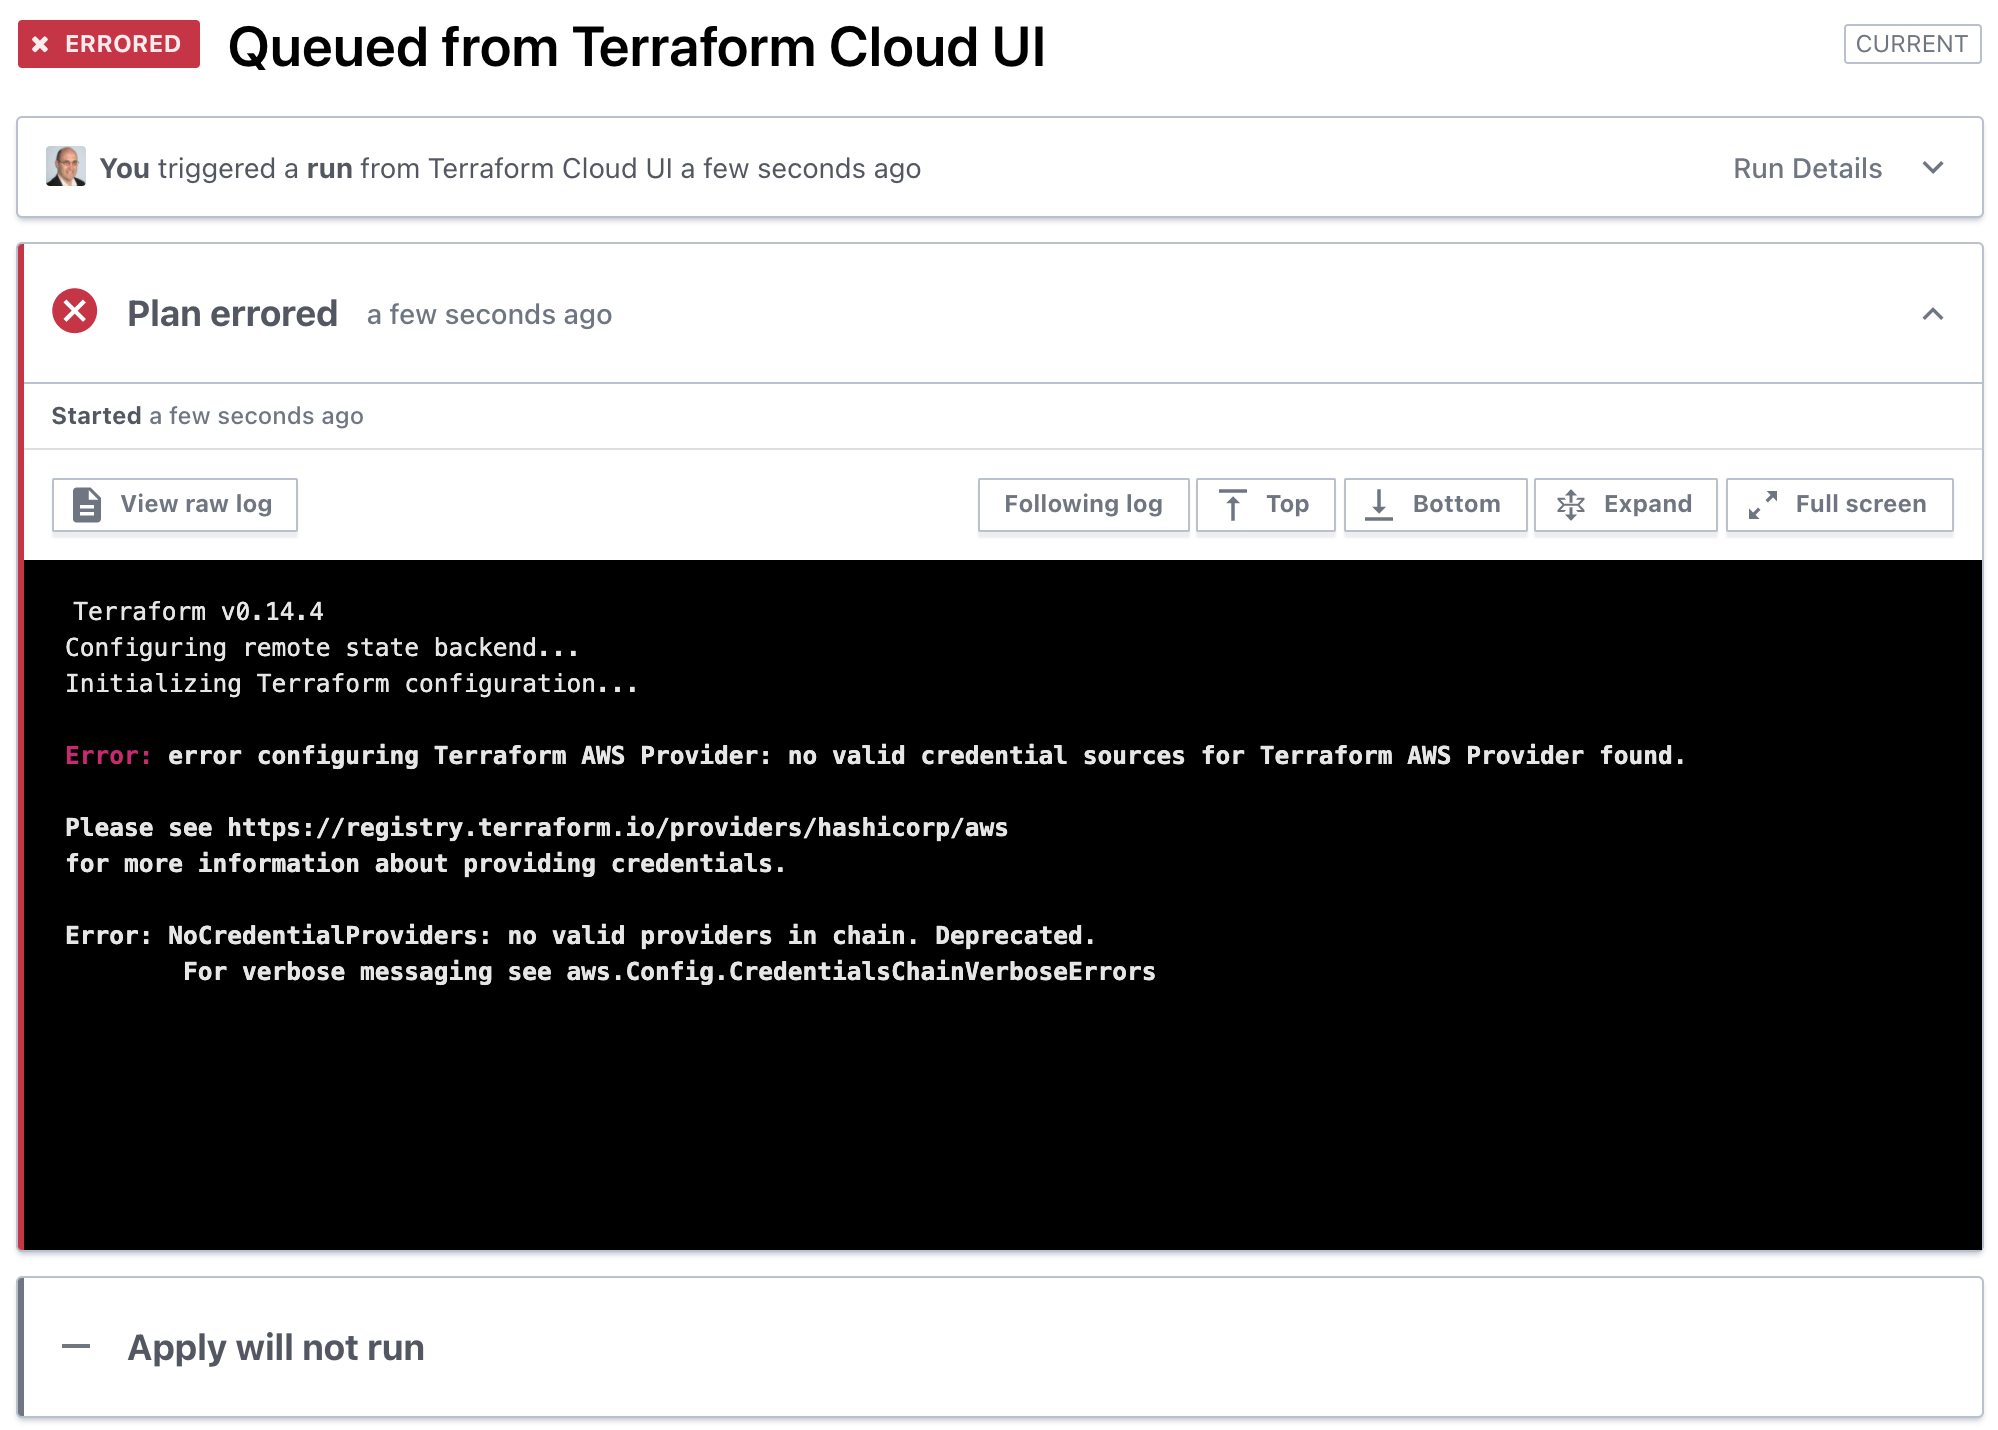 ERRORED
Queued from Terraform Cloud UI
CURRENT
You triggered a run from Terraform Cloud UI a few seconds ago
Run Details
Plan errored a few seconds ago
Started a few seconds ago
View raw log
Following log
Top
Bottom
Expand
Full screen
Terraform v0.14.4
Configuring remote state backend...
Initializing Terraform configuration...
Error: error configuring Terraform AWS Provider: no valid credential sources for Terraform AWS Provider found.
Please see https://registry.terraform.io/providers/hashicorp/aws
for more information about providing credentials.
Error: NoCredentialProviders: no valid providers in chain. Deprecated.
For verbose messaging see aws.Config.CredentialsChainVerboseErrors
Apply will not run